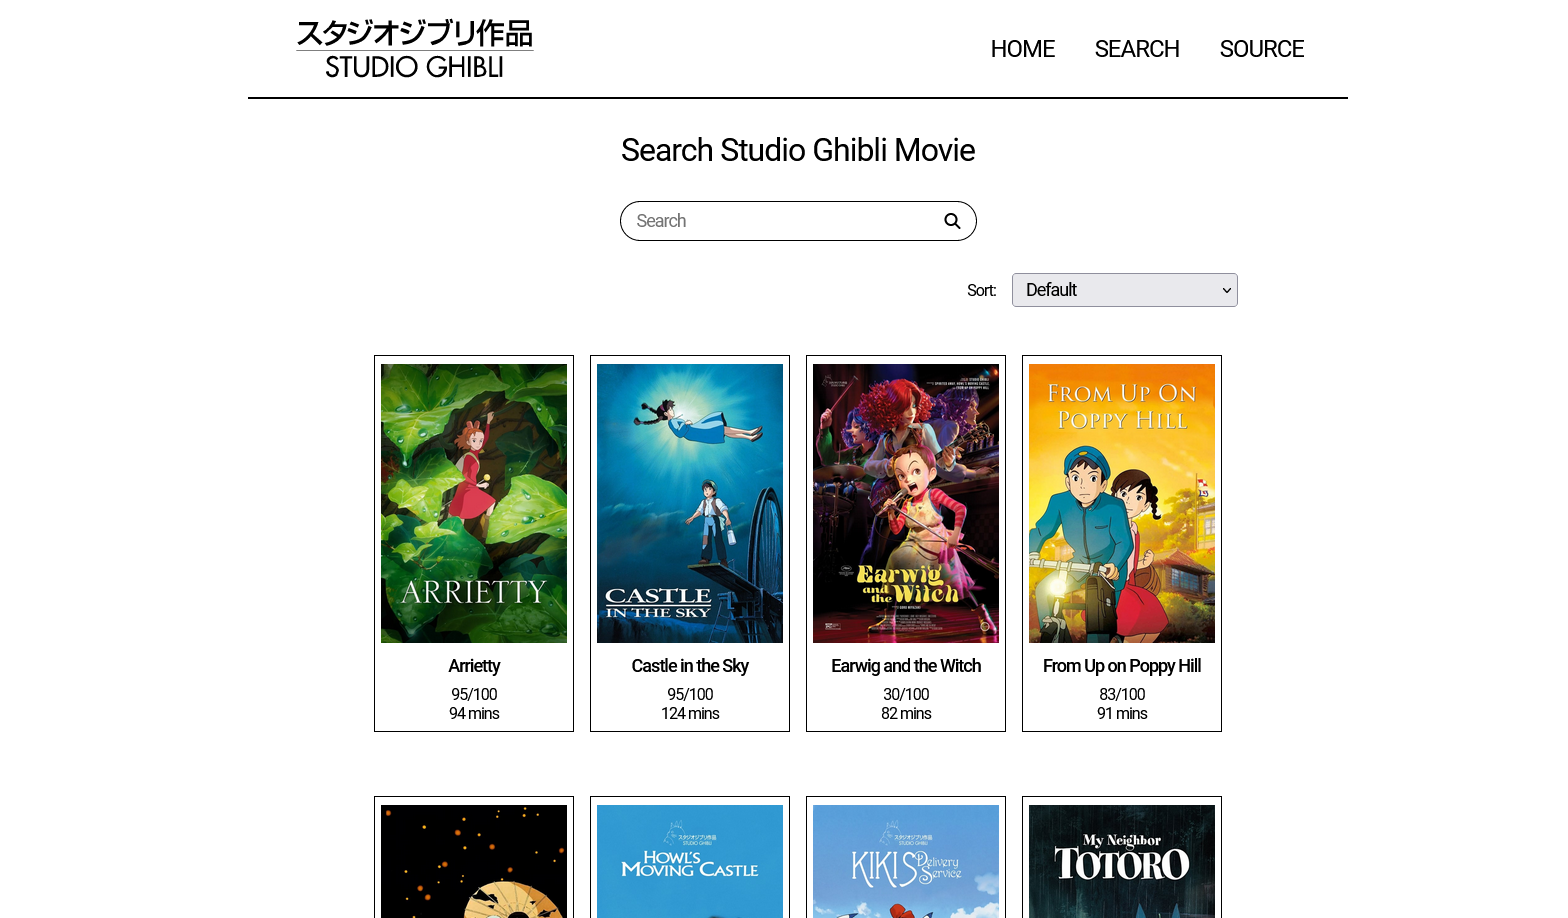 スタジオジブリ作品
STUDIO GHIBLI
HOME SEARCH SOURCE
Search Studio Ghibli Movie
Search
Sort: Default
ARRIETTY
CASTLE
IN THE SKY
Earwig
and the Witch
FROM UP ON
POPPY HILL
Arrietty
95/100
94 mins
Castle in the Sky
95/100
124 mins
Earwig and the Witch
30/100
82 mins
From Up on Poppy Hill
83/100
91 mins
スタジオジブリ作品
STUDIO GHIBLI
HOWL'S
MOVING CASTLE
スタジオジブリ作品
STUDIO GHIBLI
KIKI'S Delivery
Service
My Neighbor
TOTORO